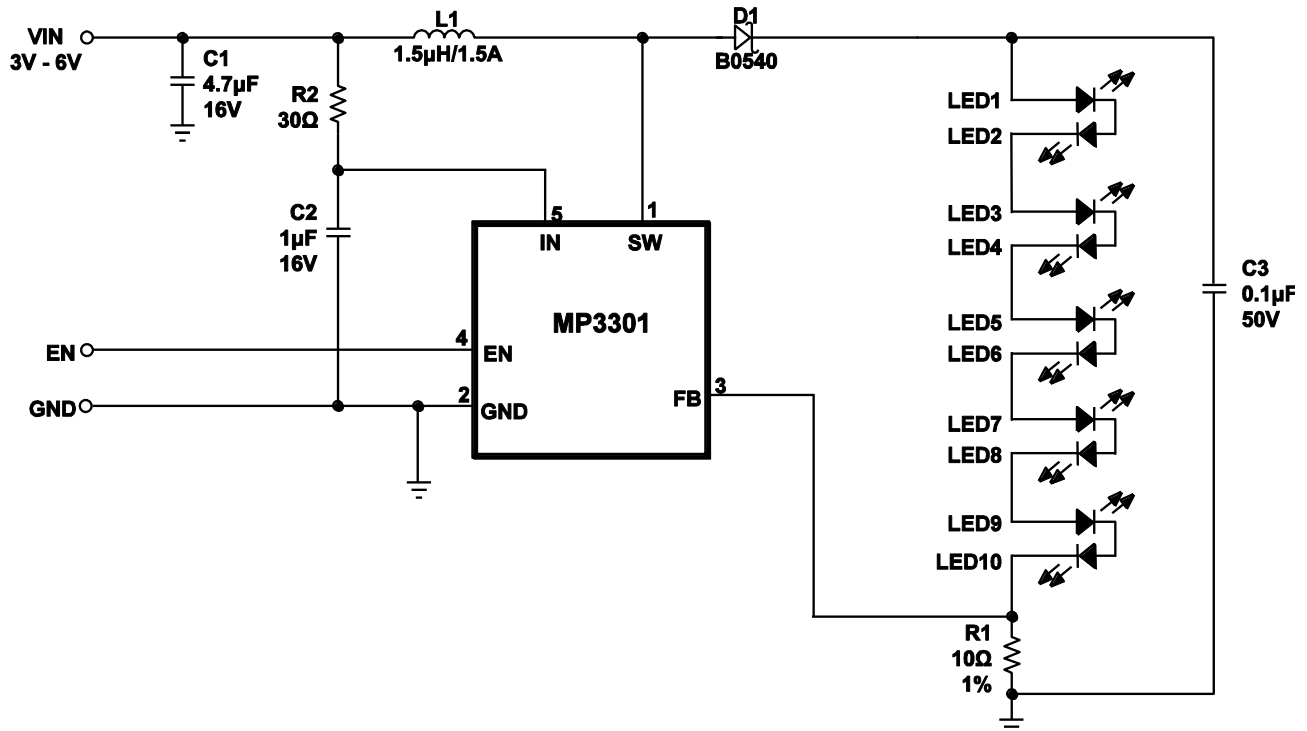 VIN
3V - 6V
C1
4.7µF
16V
R2
30Ω
L1
1.5µH/1.5A
D1
B0540
C2
1µF
16V
5
IN
1
SW
MP3301
EN
4
EN
GND
2
GND
3
FB
LED1
LED2
LED3
LED4
LED5
LED6
LED7
LED8
LED9
LED10
C3
0.1µF
50V
R1
10Ω
1%